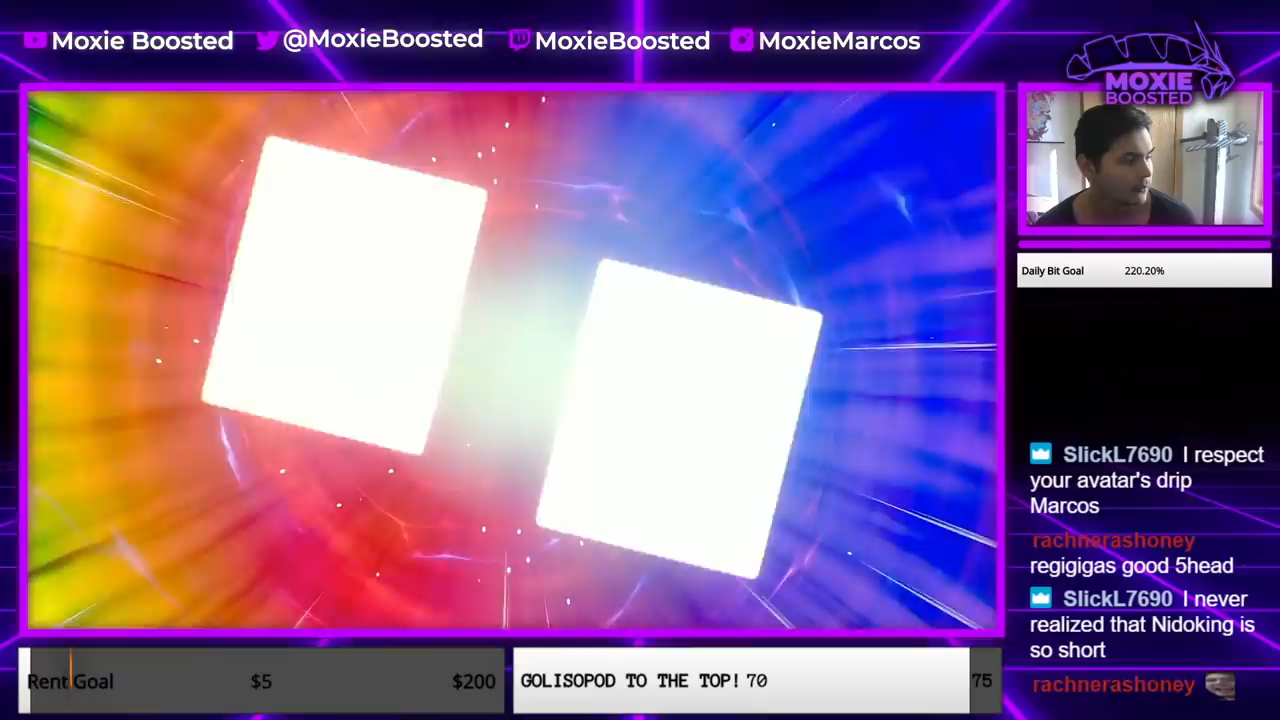 Moxie Boosted @MoxieBoosted MoxieBoosted MoxieMarcos
MOXIE
BOOSTED
Daily Bit Goal 220.20%
SlickL7690 I respect
your avatar's drip
Marcos
rachnerashoney
regigigas good 5head
SlickL7690 I never
realized that Nidoking is
so short
rachnerashoney
Rent Goal $5 $200
GOLISOPOD TO THE TOP! 70 75